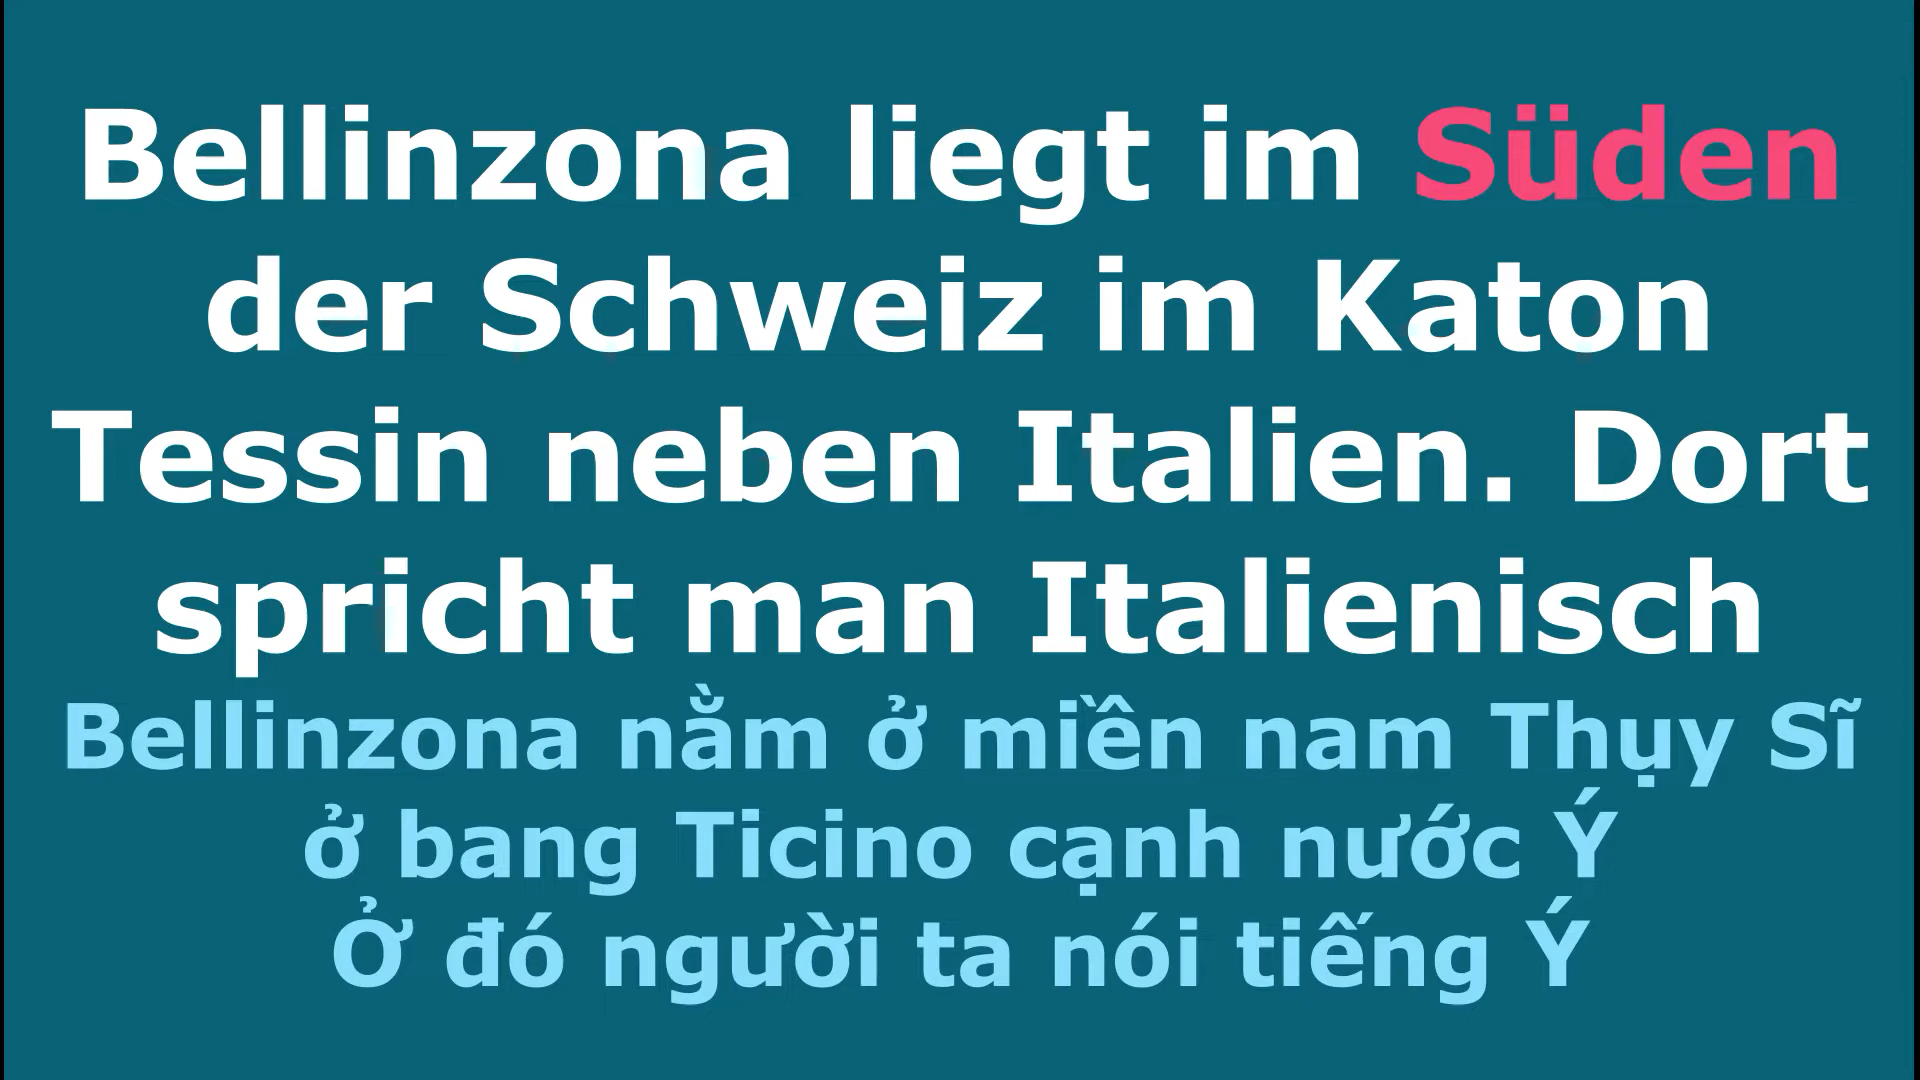 Bellinzona liegt im Süden
der Schweiz im Katon
Tessin neben Italien. Dort
spricht man Italienisch
Bellinzona nằm ở miền nam Thụy Sĩ
ở bang Ticino cạnh nước Ý
Ở đó người ta nói tiếng Ý